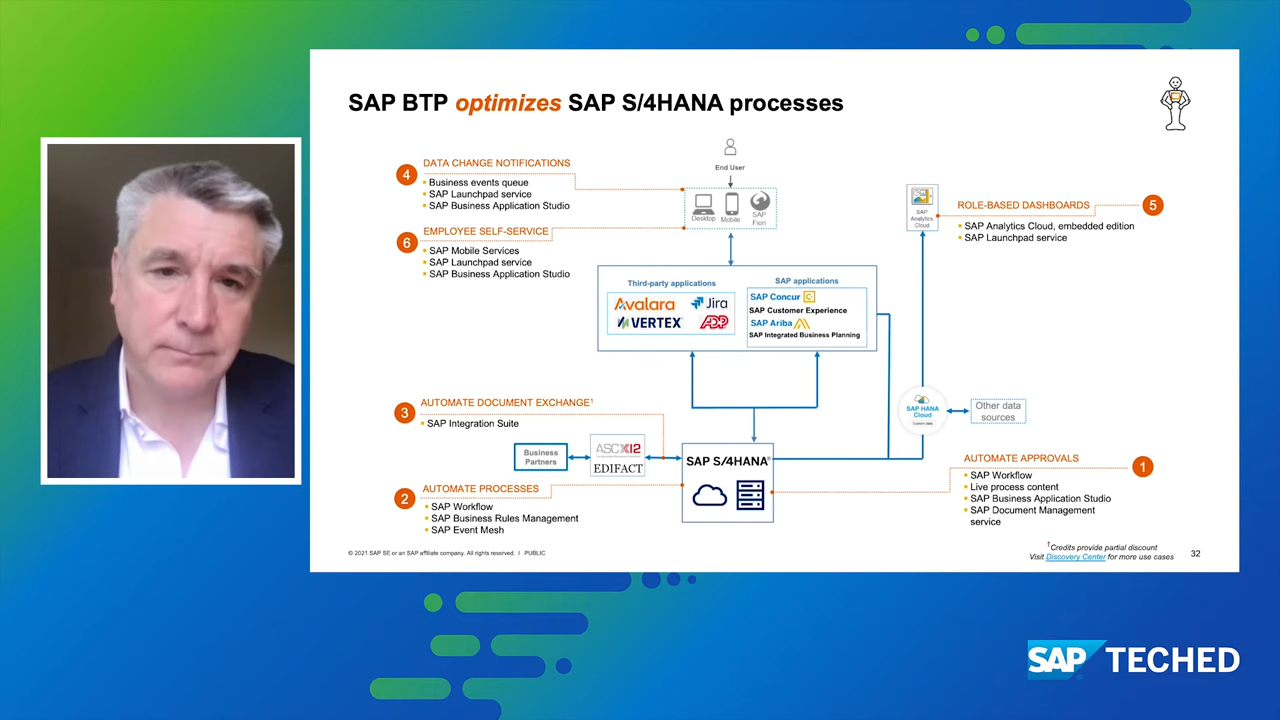 SAP BTP optimizes SAP S/4HANA processes
4
DATA CHANGE NOTIFICATIONS
Business events queue
SAP Launchpad service
SAP Business Application Studio
6
EMPLOYEE SELF-SERVICE
SAP Mobile Services
SAP Launchpad service
SAP Business Application Studio
End User
Desktop
Mobile
SAP
Fiori
SAP
Analytics
Cloud
ROLE-BASED DASHBOARDS
5
SAP Analytics Cloud, embedded edition
SAP Launchpad service
Third-party applications
Avalara
Jira
VERTEX
ADP
SAP applications
SAP Concur C
SAP Customer Experience
SAP Ariba
SAP Integrated Business Planning
3
AUTOMATE DOCUMENT EXCHANGE1
SAP Integration Suite
Business
Partners
ASC X12
EDIFACT
SAP S/4HANA®
SAP HANA
Cloud
Custom data
Other data
sources
2
AUTOMATE PROCESSES
SAP Workflow
SAP Business Rules Management
SAP Event Mesh
AUTOMATE APPROVALS
1
SAP Workflow
Live process content
SAP Business Application Studio
SAP Document Management
service
© 2021 SAP SE or an SAP affiliate company. All rights reserved. I PUBLIC
1Credits provide partial discount
Visit Discovery Center for more use cases
32
SAP TECHED